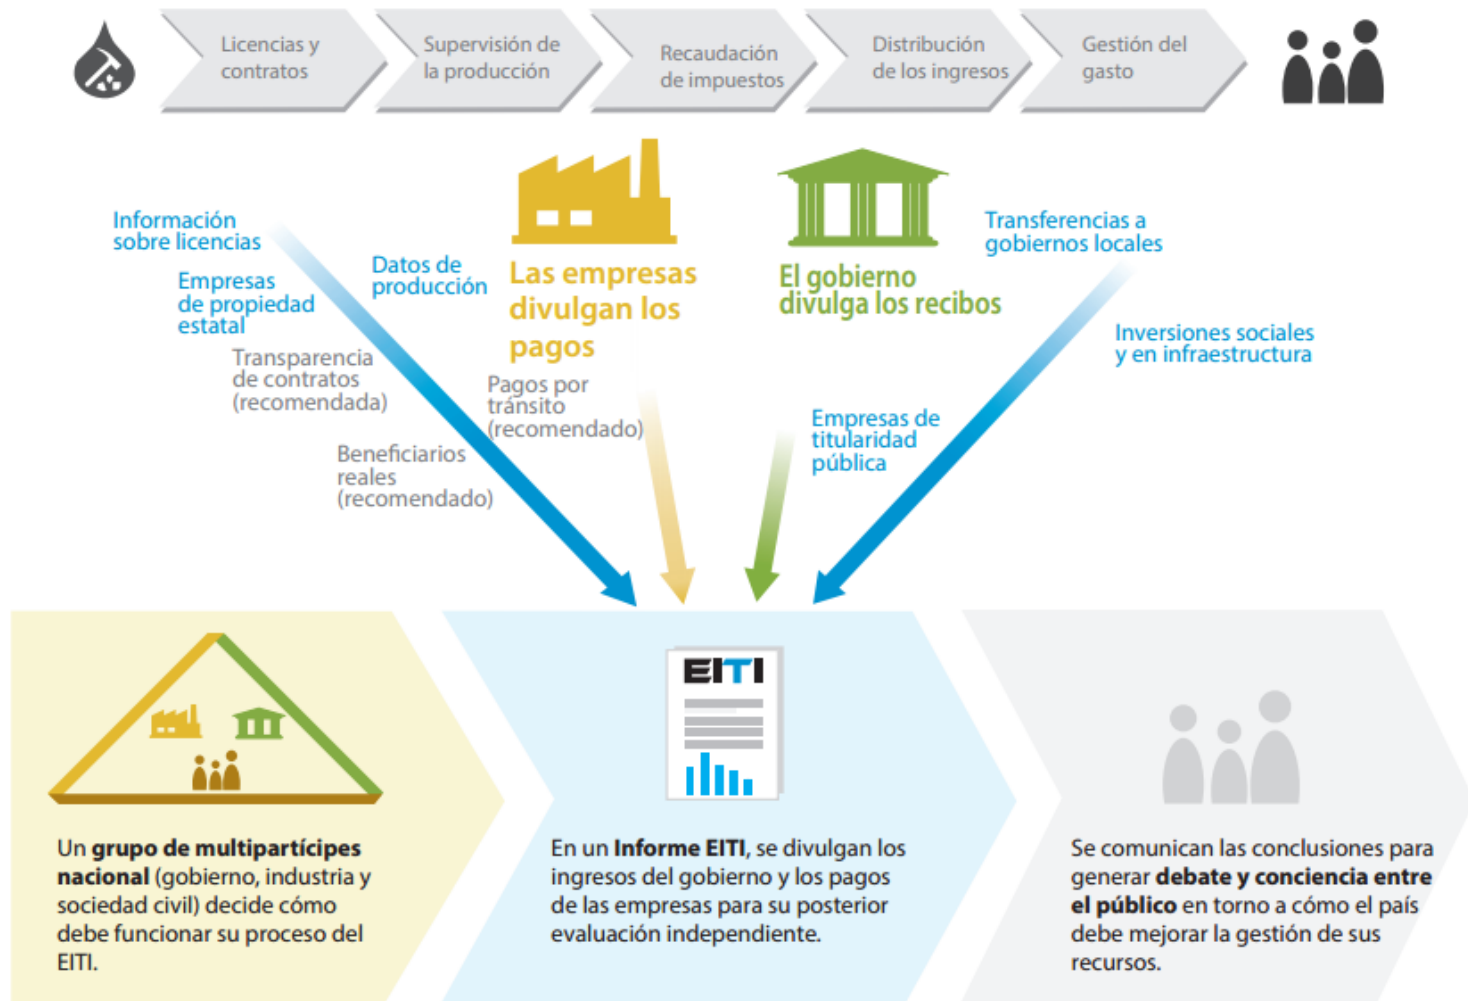 Licencias y
contratos
Supervisión de
la producción
Recaudación
de impuestos
Distribución
de los ingresos
Gestión del
gasto
Información
sobre licencias
Empresas
de propiedad
estatal
Transparencia
de contratos
(recomendada)
Beneficiarios
reales
(recomendado)
Datos de
producción
Las empresas
divulgan los
pagos
Pagos por
tránsito
(recomendado)
El gobierno
divulga los recibos
Empresas de
titularidad
pública
Transferencias a
gobiernos locales
Inversiones sociales
y en infraestructura
Un grupo de multipartícipes
nacional (gobierno, industria y
sociedad civil) decide cómo
debe funcionar su proceso del
EITI.
EITI
En un Informe EITI, se divulgan los
ingresos del gobierno y los pagos
de las empresas para su posterior
evaluación independiente.
Se comunican las conclusiones para
generar debate y conciencia entre
el público en torno a cómo el país
debe mejorar la gestión de sus
recursos.